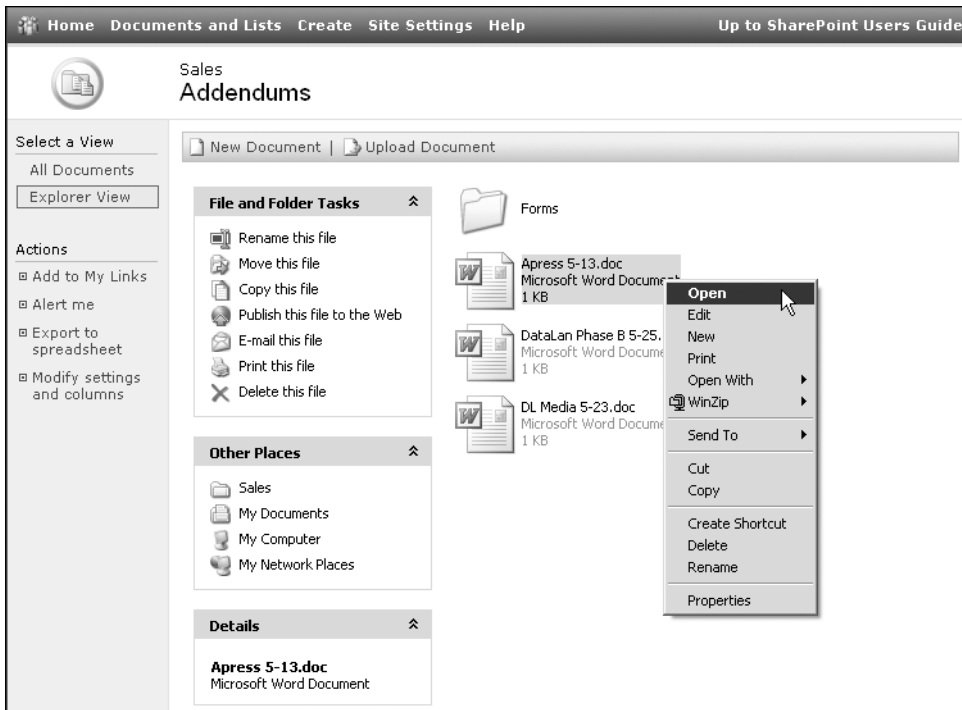 Home Documents and Lists Create Site Settings Help Up to SharePoint Users Guide
Sales
Addendums
Select a View
All Documents
Explorer View
Actions
Add to My Links
Alert me
Export to
spreadsheet
Modify settings
and columns
New Document | Upload Document
File and Folder Tasks
Rename this file
Move this file
Copy this file
Publish this file to the Web
E-mail this file
Print this file
Delete this file
Other Places
Sales
My Documents
My Computer
My Network Places
Details
Apress 5-13.doc
Microsoft Word Document
Forms
Apress 5-13.doc
Microsoft Word Document
1 KB
DataLan Phase B 5-25.
Microsoft Word Docume
1 KB
DL Media 5-23.doc
Microsoft Word Docume
1 KB
Open
Edit
New
Print
Open With
WinZip
Send To
Cut
Copy
Create Shortcut
Delete
Rename
Properties